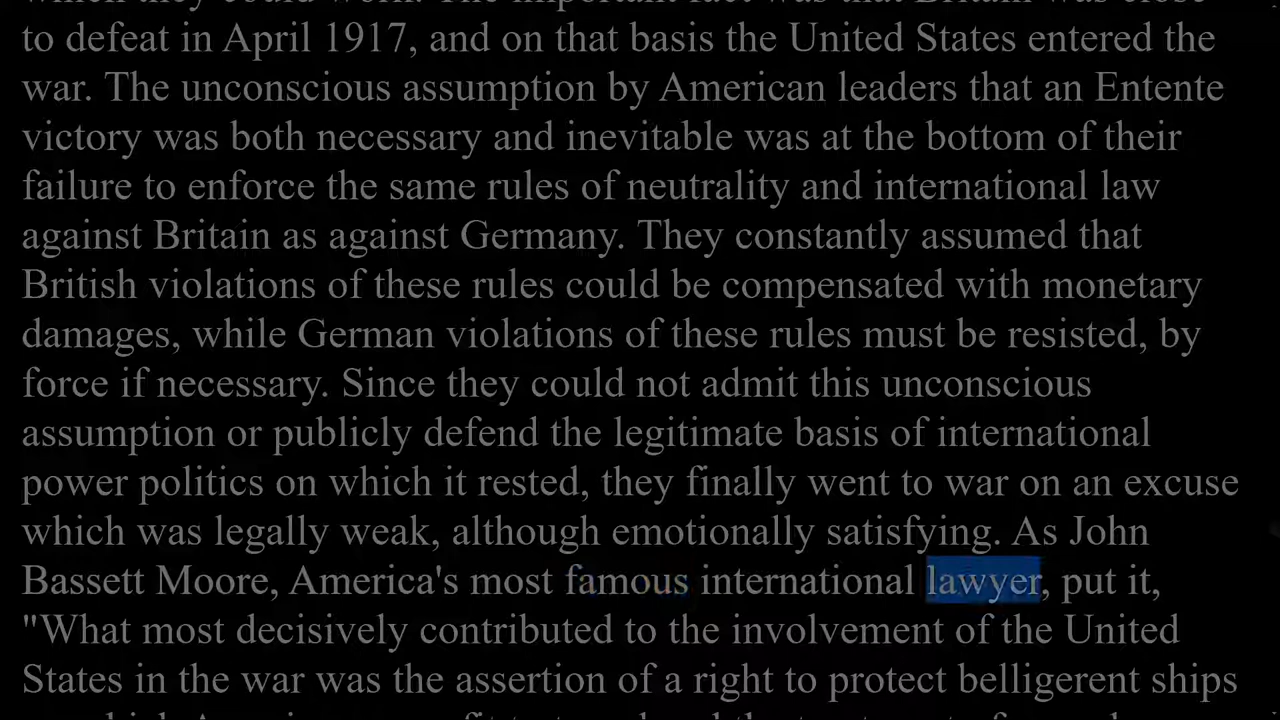 to defeat in April 1917, and on that basis the United States entered the
war. The unconscious assumption by American leaders that an Entente
victory was both necessary and inevitable was at the bottom of their
failure to enforce the same rules of neutrality and international law
against Britain as against Germany. They constantly assumed that
British violations of these rules could be compensated with monetary
damages, while German violations of these rules must be resisted, by
force if necessary. Since they could not admit this unconscious
assumption or publicly defend the legitimate basis of international
power politics on which it rested, they finally went to war on an excuse
which was legally weak, although emotionally satisfying. As John
Bassett Moore, America's most famous international lawyer, put it,
"What most decisively contributed to the involvement of the United
States in the war was the assertion of a right to protect belligerent ships